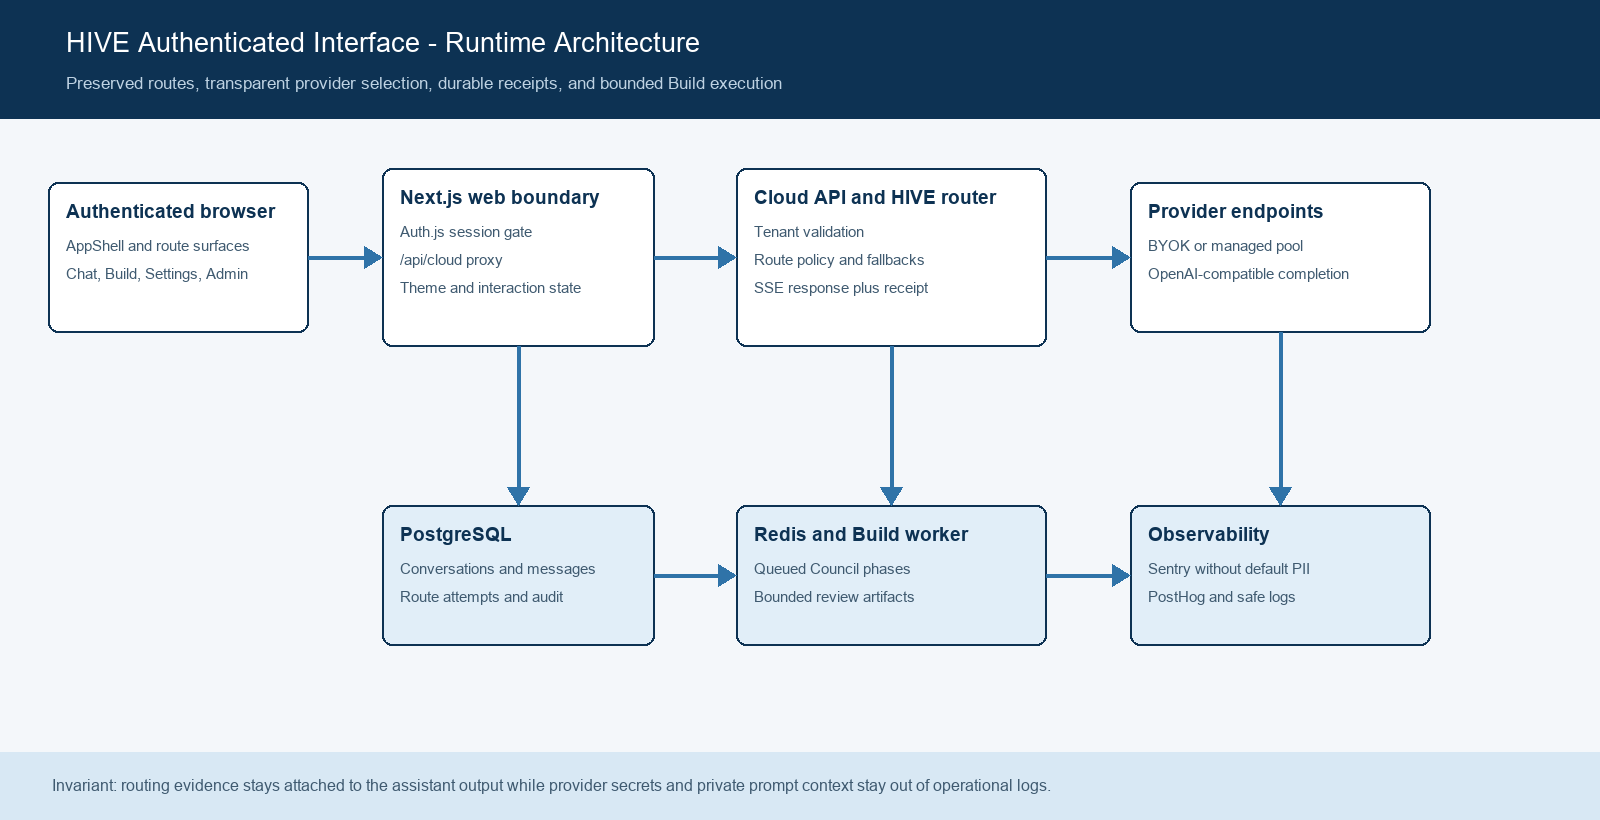 HIVE Authenticated Interface - Runtime Architecture
Preserved routes, transparent provider selection, durable receipts, and bounded Build execution
Authenticated browser
AppShell and route surfaces
Chat, Build, Settings, Admin
Next.js web boundary
Auth.js session gate
/api/cloud proxy
Theme and interaction state
Cloud API and HIVE router
Tenant validation
Route policy and fallbacks
SSE response plus receipt
Provider endpoints
BYOK or managed pool
OpenAI-compatible completion
PostgreSQL
Conversations and messages
Route attempts and audit
Redis and Build worker
Queued Council phases
Bounded review artifacts
Observability
Sentry without default PII
PostHog and safe logs
Invariant: routing evidence stays attached to the assistant output while provider secrets and private prompt context stay out of operational logs.